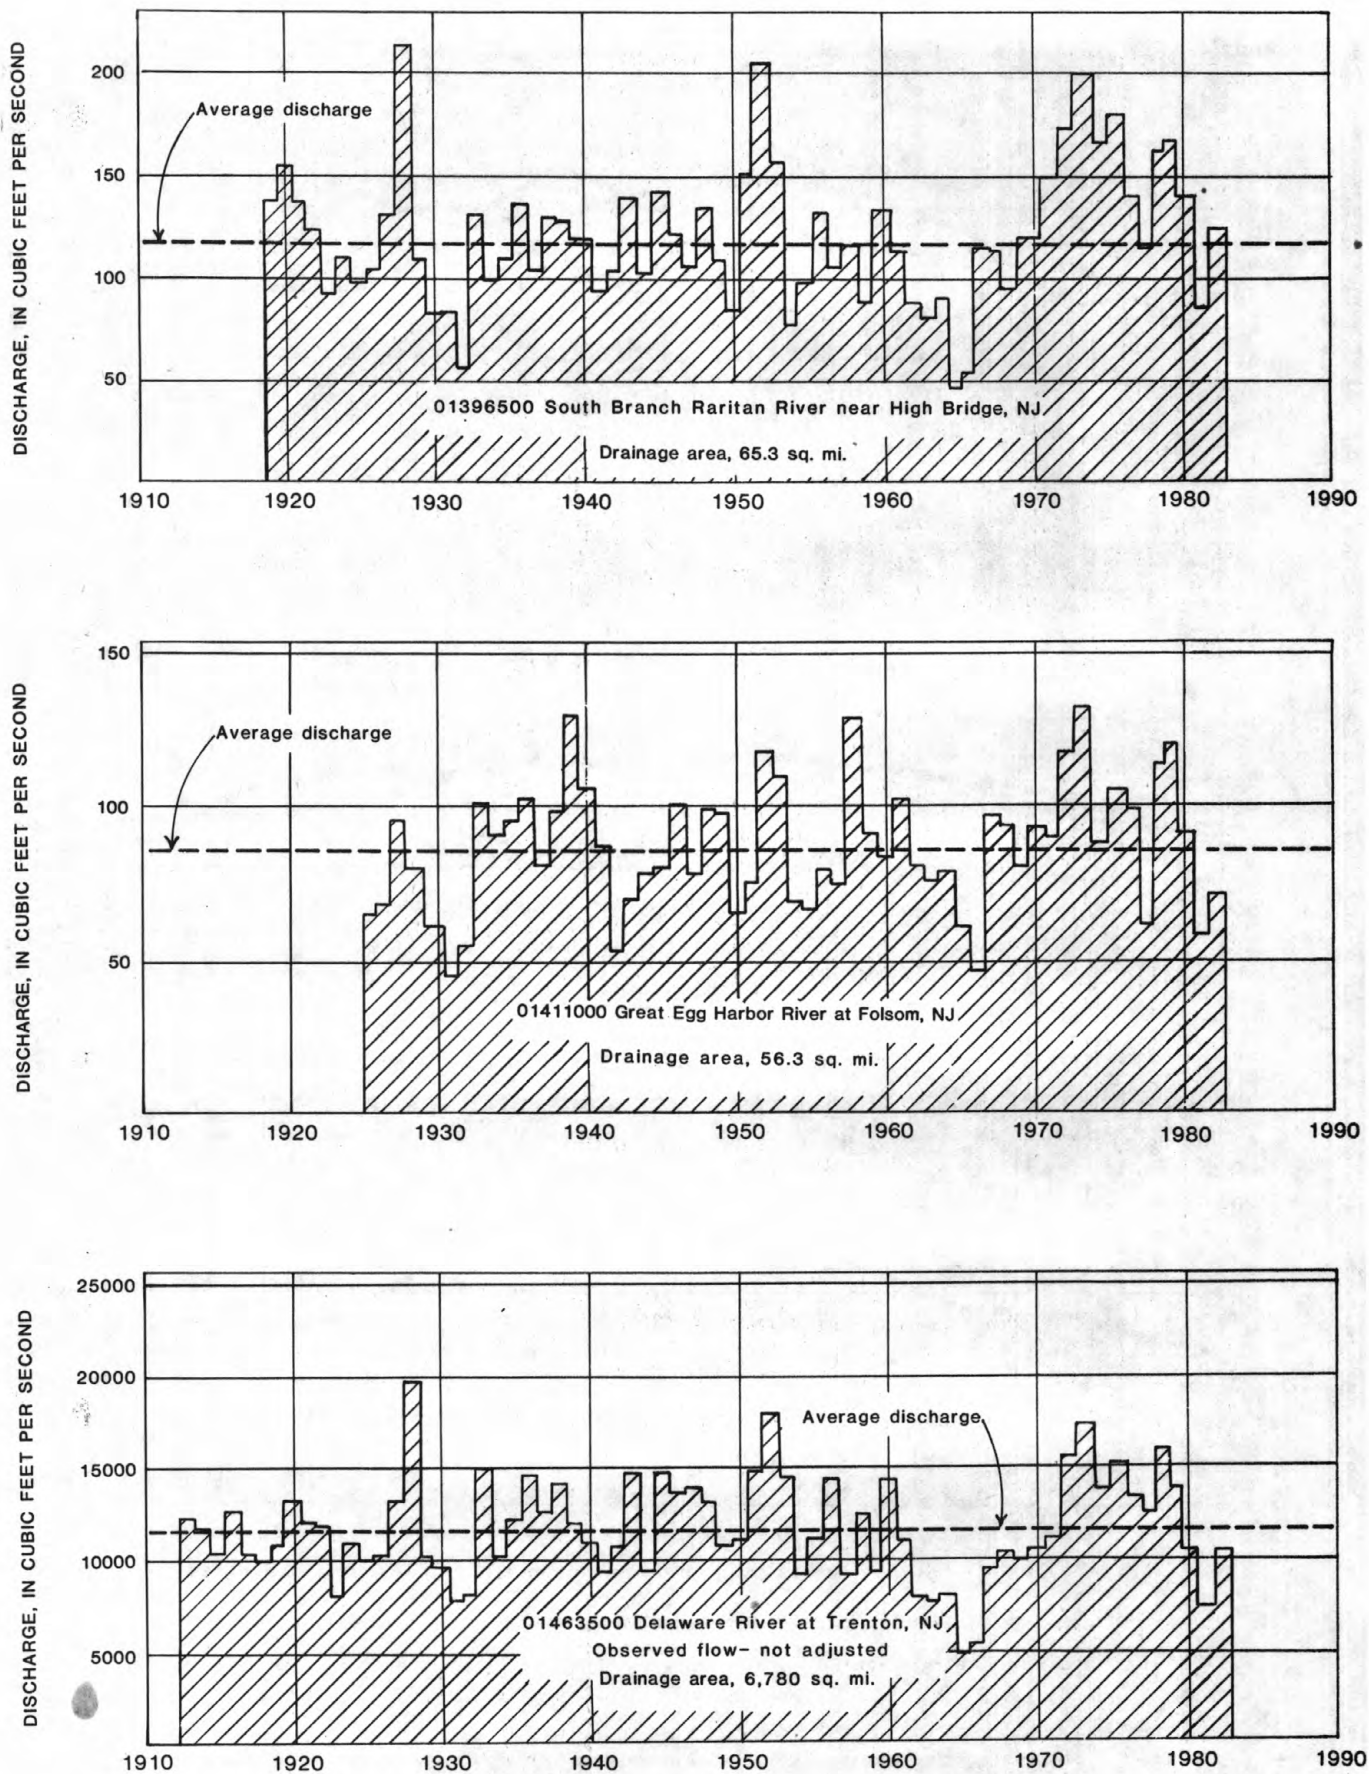 DISCHARGE, IN CUBIC FEET PER SECOND
200
150
100
50
Average discharge
01396500 South Branch Raritan River near High Bridge, NJ
Drainage area, 65.3 sq. mi.
1910 1920 1930 1940 1950 1960 1970 1980 1990
DISCHARGE, IN CUBIC FEET PER SECOND
150
100
50
Average discharge
01411000 Great Egg Harbor River at Folsom, NJ
Drainage area, 56.3 sq. mi.
1910 1920 1930 1940 1950 1960 1970 1980 1990
DISCHARGE, IN CUBIC FEET PER SECOND
25000
20000
15000
10000
5000
Average discharge
01463500 Delaware River at Trenton, NJ
Observed flow– not adjusted
Drainage area, 6,780 sq. mi.
1910 1920 1930 1940 1950 1960 1970 1980 1990